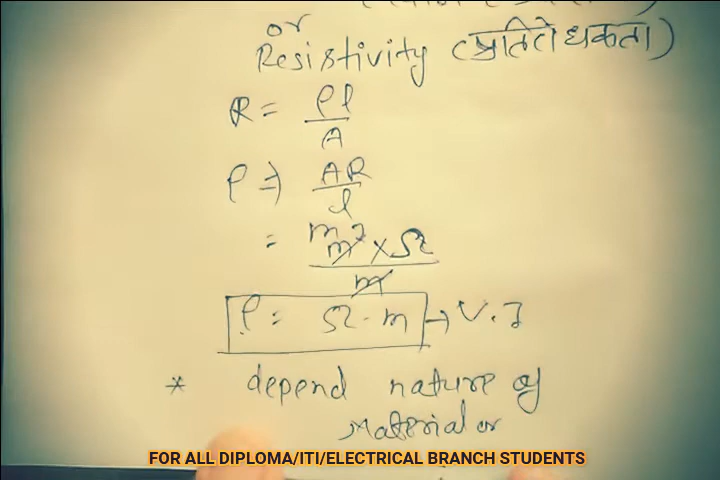 or
Resistivity (प्रतिरोधकता)
R = ρl
A
ρ ⇒ AR
l
= m² × Ω
m
ρ = Ω-m → V.I
* depend nature of
Material or
FOR ALL DIPLOMA/ITI/ELECTRICAL BRANCH STUDENTS